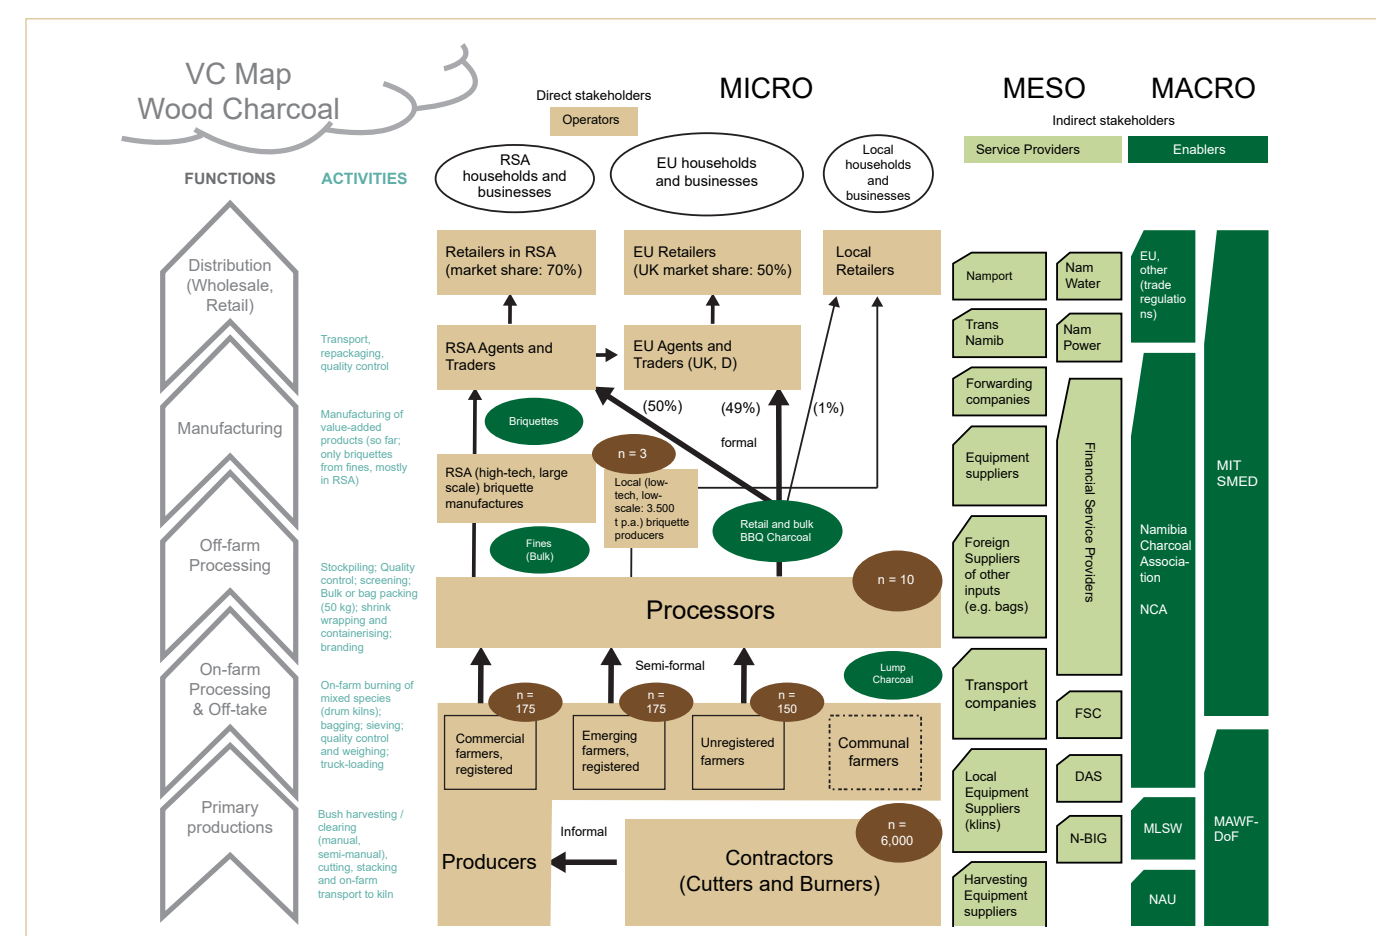 VC Map
Wood Charcoal
FUNCTIONS
ACTIVITIES
Direct stakeholders
MICRO
Operators
MESO
MACRO
Indirect stakeholders
Service Providers
Enablers
RSA
households and
businesses
EU households
and businesses
Local
households
and
businesses
Distribution
(Wholesale,
Retail)
Manufacturing
Off-farm
Processing
On-farm
Processing
& Off-take
Primary
productions
Transport,
repackaging,
quality control
Manufacturing of
value-added
products (so far;
only briquettes
from fines, mostly
in RSA)
Stockpiling; Quality
control; screening;
Bulk or bag packing
(50 kg); shrink
wrapping and
containerising;
branding
On-farm burning of
mixed species
(drum kilns);
bagging; sieving;
quality control
and weighing;
truck-loading
Bush harvesting /
clearing
(manual,
semi-manual),
cutting, stacking
and on-farm
transport to kiln
Retailers in RSA
(market share: 70%)
EU Retailers
(UK market share: 50%)
Local
Retailers
RSA Agents and
Traders
EU Agents and
Traders (UK, D)
(50%)
(49%)
(1%)
formal
Briquettes
n = 3
RSA (high-tech, large
scale) briquette
manufactures
Local (low-
tech, low-
scale: 3.500
t p.a.) briquette
producers
Retail and bulk
BBQ Charcoal
Fines
(Bulk)
n = 10
Processors
Semi-formal
Lump
Charcoal
n =
175
n =
175
n =
150
Commercial
farmers,
registered
Emerging
farmers,
registered
Unregistered
farmers
Communal
farmers
Producers
Informal
n =
6,000
Contractors
(Cutters and Burners)
Namport
Trans
Namib
Forwarding
companies
Equipment
suppliers
Foreign
Suppliers
of other
inputs
(e.g. bags)
Transport
companies
Local
Equipment
Suppliers
(klins)
Harvesting
Equipment
suppliers
Nam
Water
Nam
Power
Financial Service Providers
FSC
DAS
N-BIG
EU,
other
(trade
regulatio
ns)
Namibia
Charcoal
Associa-
tion
NCA
MLSW
NAU
MIT
SMED
MAWF-
DoF